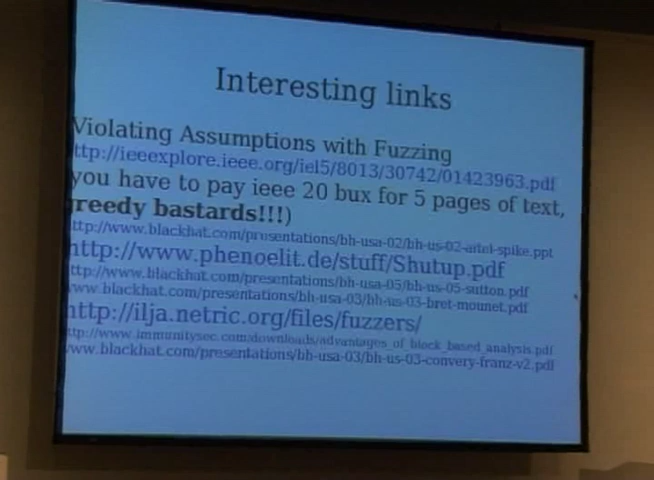 Interesting links
Violating Assumptions with Fuzzing
ttp://ieeexplore.ieee.org/iel5/8013/30742/01423963.pdf
you have to pay ieee 20 bux for 5 pages of text,
reedy bastards!!!)
ttp://www.blackhat.com/presentations/bh-usa-02/bh-us-02-aitel-spike.ppt
http://www.phenoelit.de/stuff/Shutup.pdf
ttp://www.blackhat.com/presentations/bh-usa-05/bh-us-05-sutton.pdf
www.blackhat.com/presentations/bh-usa-03/bh-us-03-bret-mounet.pdf
http://ilja.netric.org/files/fuzzers/
ttp://www.immunitysec.com/downloads/advantages_of_block_based_analysis.pdf
www.blackhat.com/presentations/bh-usa-03/bh-us-03-convery-franz-v2.pdf